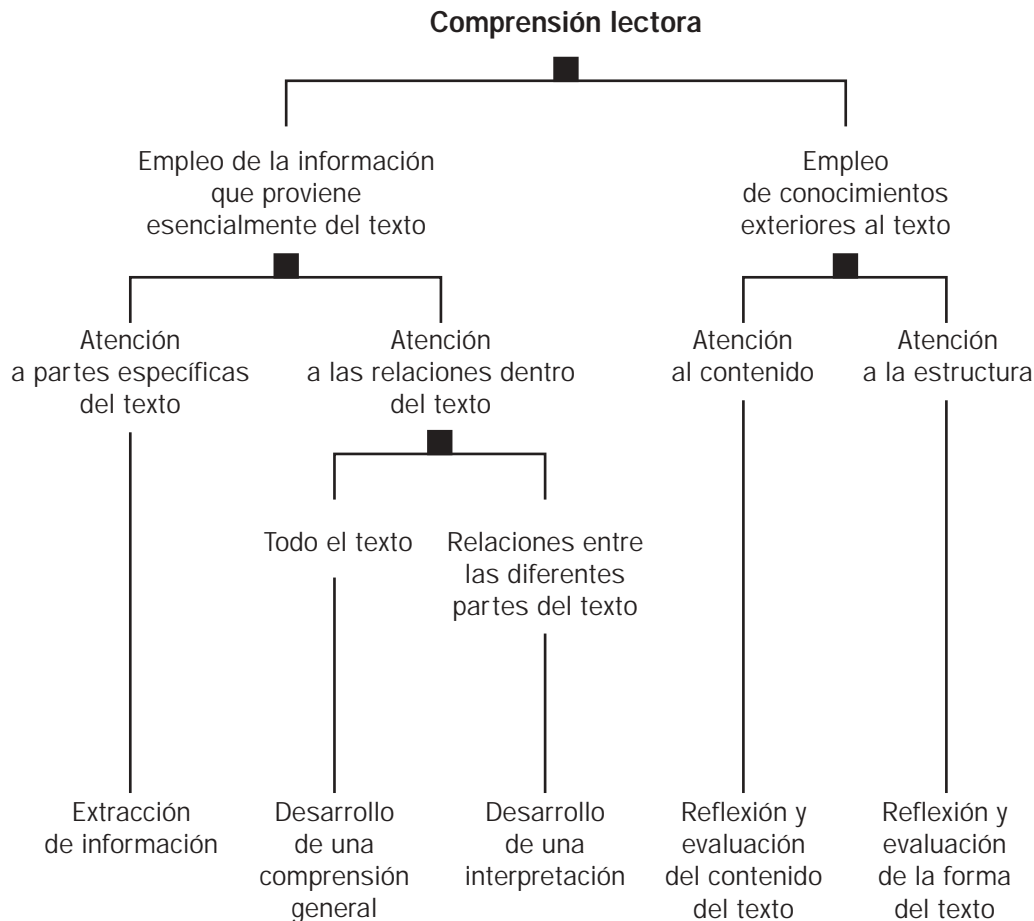 Comprensión lectora
Empleo de la información
que proviene
esencialmente del texto
Empleo
de conocimientos
exteriores al texto
Atención
a partes específicas
del texto
Atención
a las relaciones dentro
del texto
Atención
al contenido
Atención
a la estructura
Todo el texto
Relaciones entre
las diferentes
partes del texto
Extracción
de información
Desarrollo
de una
comprensión
general
Desarrollo
de una
interpretación
Reflexión y
evaluación
del contenido
del texto
Reflexión y
evaluación
de la forma
del texto